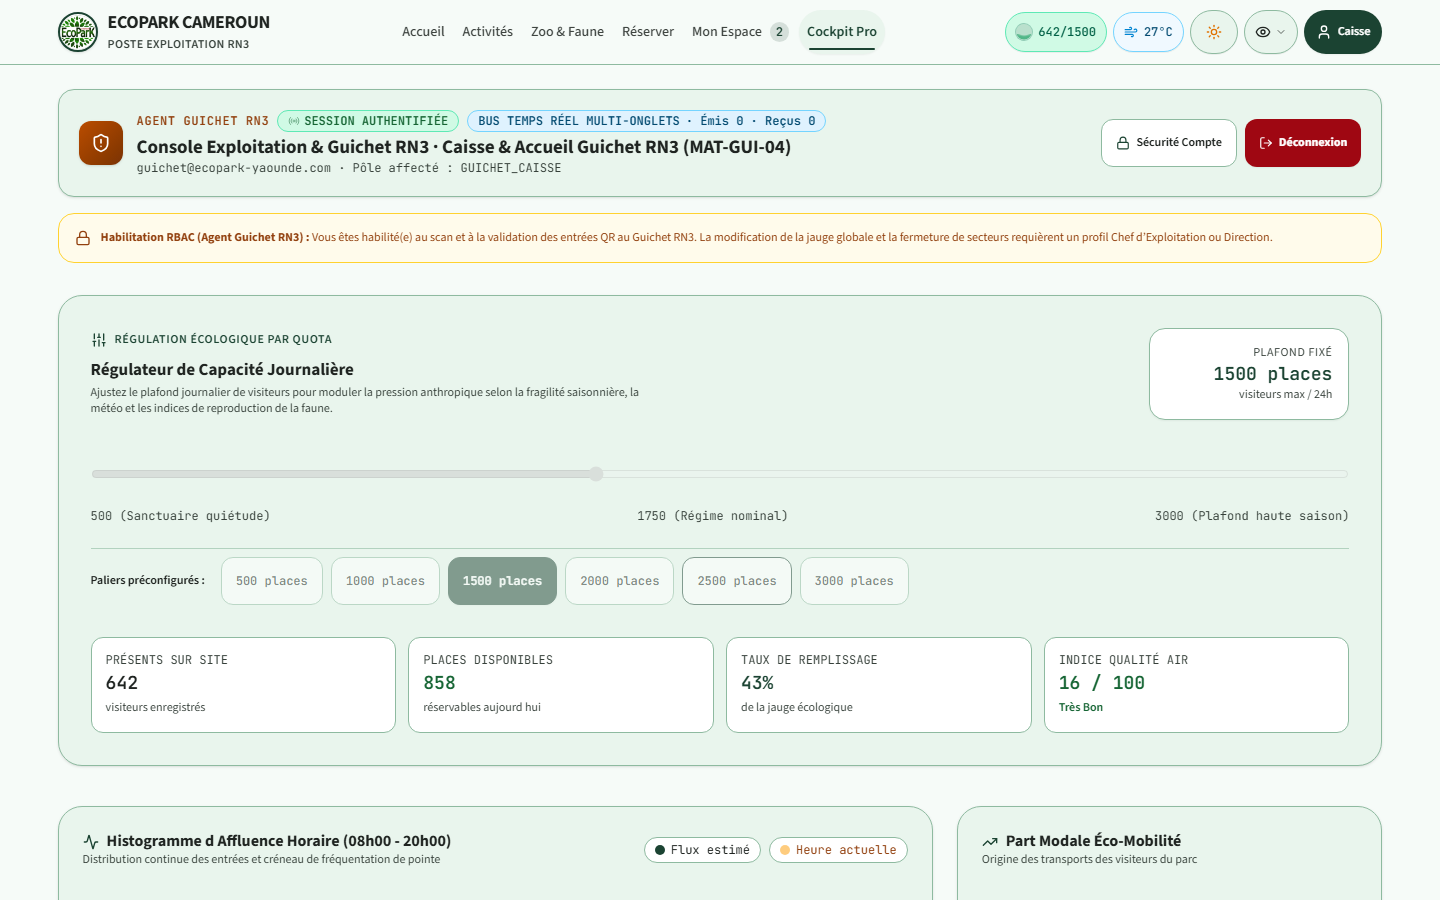 EcoPark
ECOPARK CAMEROUN
POSTE EXPLOITATION RN3
Accueil
Activités
Zoo & Faune
Réserver
Mon Espace 2
Cockpit Pro
642/1500
27°C
Caisse
AGENT GUICHET RN3
SESSION AUTHENTIFIÉE
BUS TEMPS RÉEL MULTI-ONGLETS · Émis 0 · Reçus 0
Console Exploitation & Guichet RN3 · Caisse & Accueil Guichet RN3 (MAT-GUI-04)
guichet@ecopark-yaounde.com · Pôle affecté : GUICHET_CAISSE
Sécurité Compte
Déconnexion
Habilitation RBAC (Agent Guichet RN3) : Vous êtes habilité(e) au scan et à la validation des entrées QR au Guichet RN3. La modification de la jauge globale et la fermeture de secteurs requièrent un profil Chef d'Exploitation ou Direction.
RÉGULATION ÉCOLOGIQUE PAR QUOTA
Régulateur de Capacité Journalière
Ajustez le plafond journalier de visiteurs pour moduler la pression anthropique selon la fragilité saisonnière, la
météo et les indices de reproduction de la faune.
PLAFOND FIXÉ
1500 places
visiteurs max / 24h
500 (Sanctuaire quiétude)
1750 (Régime nominal)
3000 (Plafond haute saison)
Paliers préconfigurés :
500 places
1000 places
1500 places
2000 places
2500 places
3000 places
PRÉSENTS SUR SITE
642
visiteurs enregistrés
PLACES DISPONIBLES
858
réservables aujourd hui
TAUX DE REMPLISSAGE
43%
de la jauge écologique
INDICE QUALITÉ AIR
16 / 100
Très Bon
Histogramme d Affluence Horaire (08h00 - 20h00)
Distribution continue des entrées et créneau de fréquentation de pointe
Flux estimé
Heure actuelle
Part Modale Éco-Mobilité
Origine des transports des visiteurs du parc